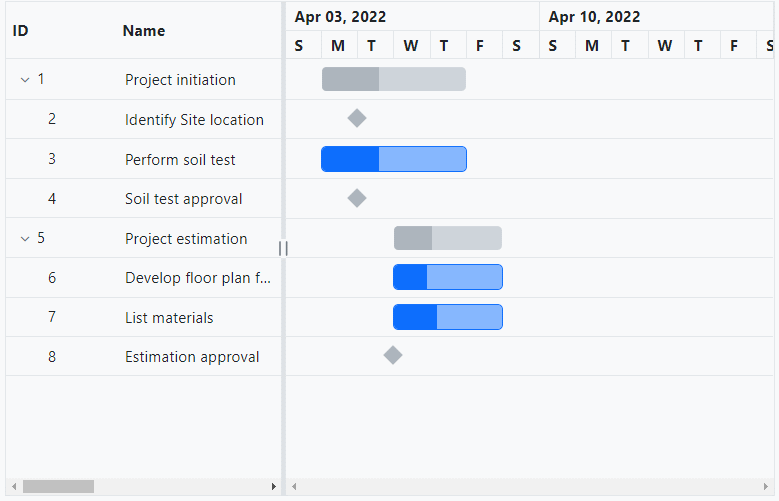 ID Name Apr 03, 2022 Apr 10, 2022
S M T W T F S S M T W T F S
1 Project initiation
2 Identify Site location
3 Perform soil test
4 Soil test approval
5 Project estimation
6 Develop floor plan f...
7 List materials
8 Estimation approval